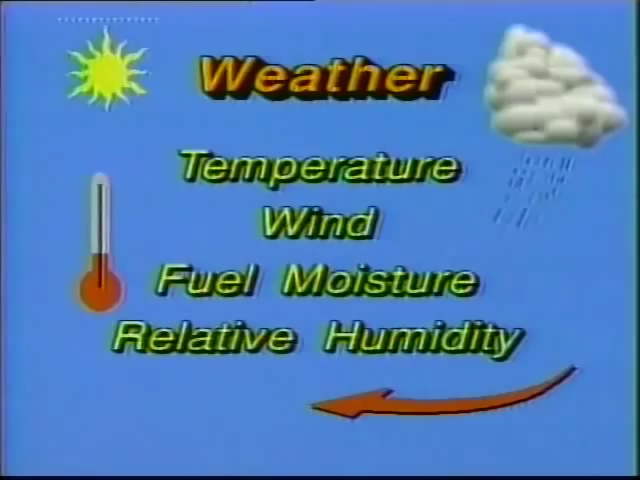 Weather
Temperature
Wind
Fuel Moisture
Relative Humidity